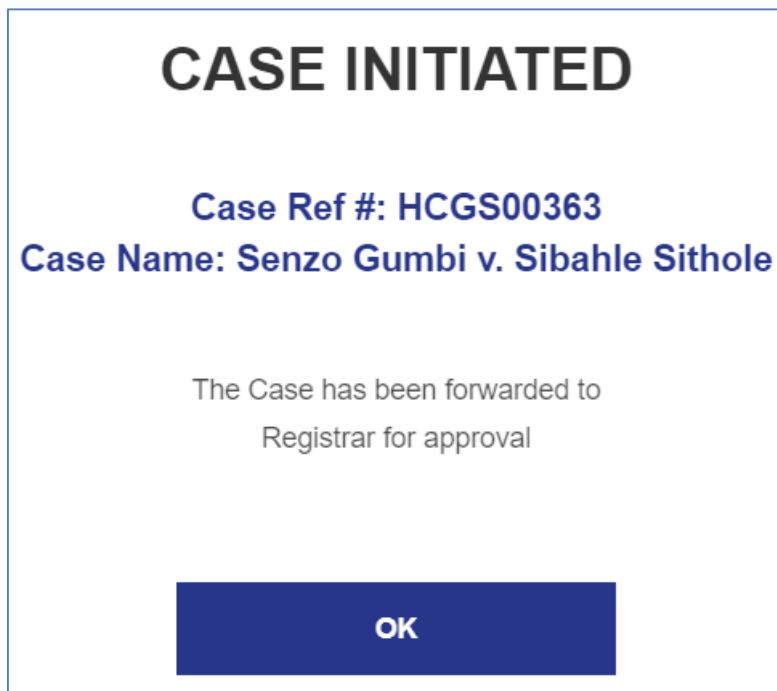 CASE INITIATED
Case Ref #: HCGS00363
Case Name: Senzo Gumbi v. Sibahle Sithole
The Case has been forwarded to
Registrar for approval
OK